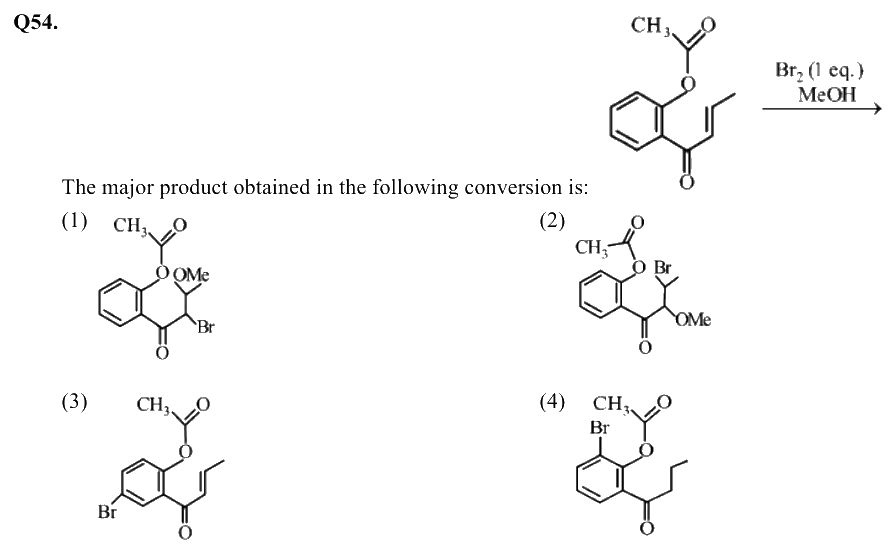 Q54.
CH₃ O
O
Br₂ (1 eq.)
MeOH
O
The major product obtained in the following conversion is:
(1) CH₃ O
O OMe
Br
O
(2) O
CH₃
O Br
OMe
O
(3) CH₃ O
O
Br
O
(4) CH₃ O
Br
O
O